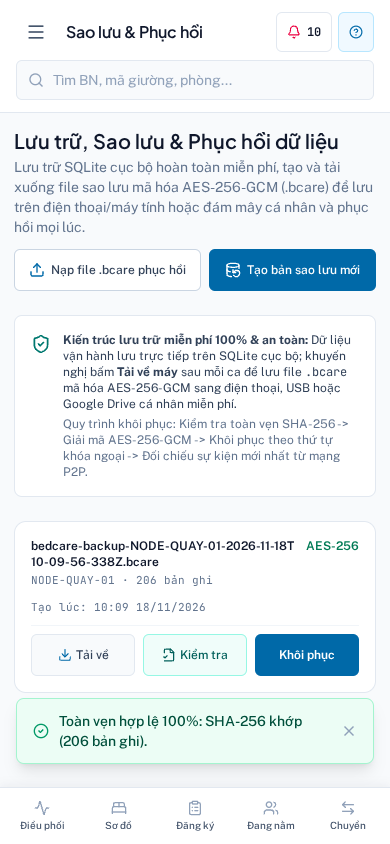 Sao lưu & Phục hồi
10
Tìm BN, mã giường, phòng...
Lưu trữ, Sao lưu & Phục hồi dữ liệu
Lưu trữ SQLite cục bộ hoàn toàn miễn phí, tạo và tải
xuống file sao lưu mã hóa AES-256-GCM (.bcare) để lưu
trên điện thoại/máy tính hoặc đám mây cá nhân và phục
hồi mọi lúc.
Nạp file .bcare phục hồi
Tạo bản sao lưu mới
Kiến trúc lưu trữ miễn phí 100% & an toàn: Dữ liệu
vận hành lưu trực tiếp trên SQLite cục bộ; khuyến
nghị bấm Tải về máy sau mỗi ca để lưu file .bcare
mã hóa AES-256-GCM sang điện thoại, USB hoặc
Google Drive cá nhân miễn phí.
Quy trình khôi phục: Kiểm tra toàn vẹn SHA-256 ->
Giải mã AES-256-GCM -> Khôi phục theo thứ tự
khóa ngoại -> Đối chiếu sự kiện mới nhất từ mạng
P2P.
bedcare-backup-NODE-QUAY-01-2026-11-18T
10-09-56-338Z.bcare
AES-256
NODE-QUAY-01 · 206 bản ghi
Tạo lúc: 10:09 18/11/2026
Tải về
Kiểm tra
Khôi phục
Toàn vẹn hợp lệ 100%: SHA-256 khớp
(206 bản ghi).
Điều phối
Sơ đồ
Đăng ký
Đang nằm
Chuyển